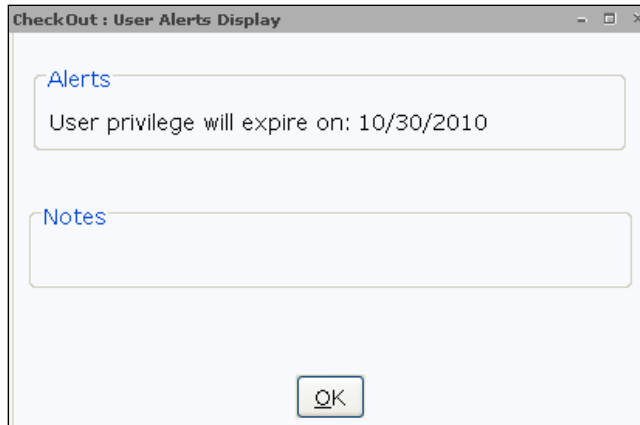 CheckOut : User Alerts Display
Alerts
User privilege will expire on: 10/30/2010
Notes
OK